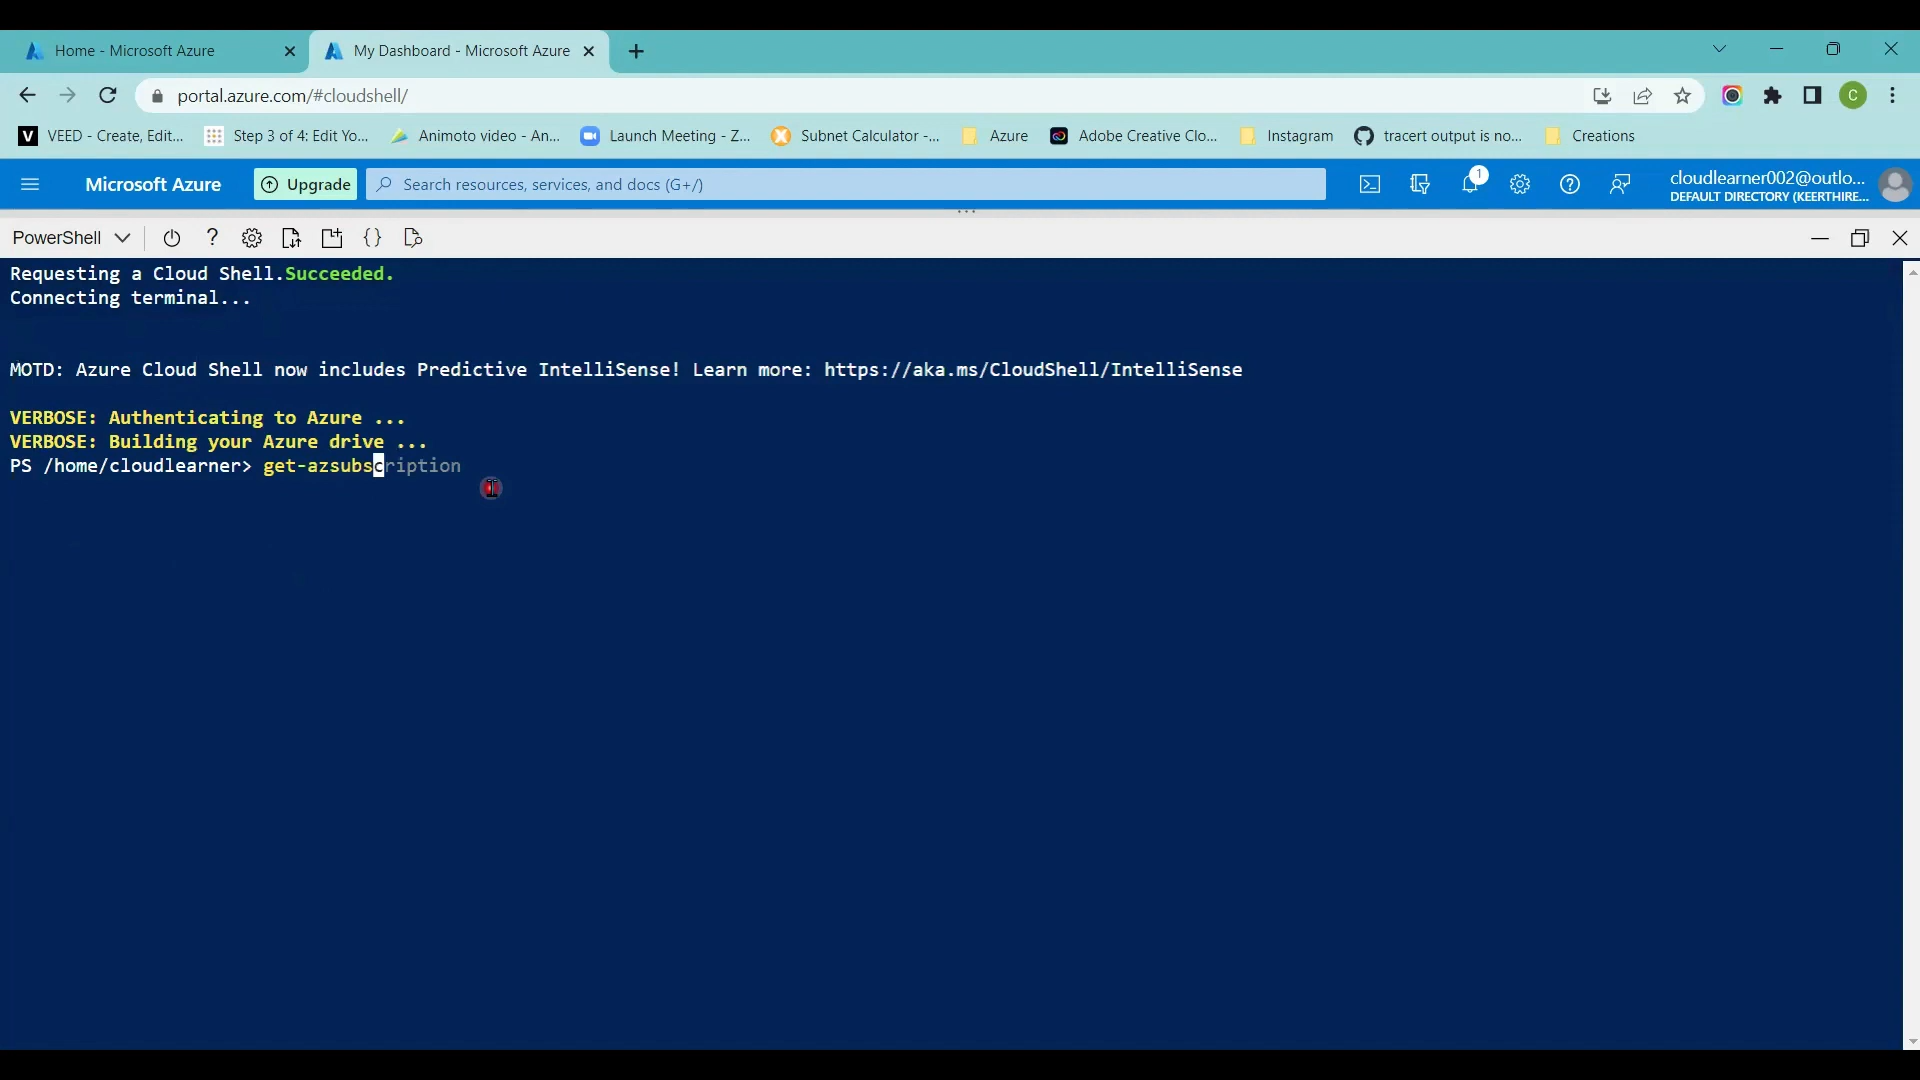 Home - Microsoft Azure
My Dashboard - Microsoft Azure
portal.azure.com/#cloudshell/
C
VEED - Create, Edit...
Step 3 of 4: Edit Yo...
Animoto video - An...
Launch Meeting - Z...
Subnet Calculator -...
Azure
Adobe Creative Clo...
Instagram
tracert output is no...
Creations
Microsoft Azure
Upgrade
Search resources, services, and docs (G+/)
1
cloudlearner002@outlo...
DEFAULT DIRECTORY (KEERTHIRE...
PowerShell
Requesting a Cloud Shell.Succeeded.
Connecting terminal...
MOTD: Azure Cloud Shell now includes Predictive IntelliSense! Learn more: https://aka.ms/CloudShell/IntelliSense
VERBOSE: Authenticating to Azure ...
VERBOSE: Building your Azure drive ...
PS /home/cloudlearner> get-azsubscription